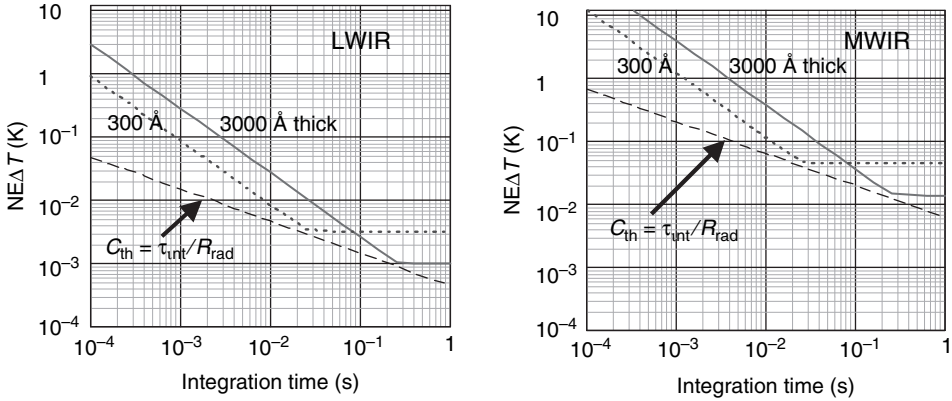 LWIR
NEΔT (K)
10
1
10⁻¹
10⁻²
10⁻³
10⁻⁴
300 Å
3000 Å thick
C_th = τ_ınt/R_rad
10⁻⁴ 10⁻³ 10⁻² 10⁻¹ 1
Integration time (s)
MWIR
NEΔT (K)
10
1
10⁻¹
10⁻²
10⁻³
10⁻⁴
300 Å
3000 Å thick
C_th = τ_ınt/R_rad
10⁻⁴ 10⁻³ 10⁻² 10⁻¹ 1
Integration time (s)